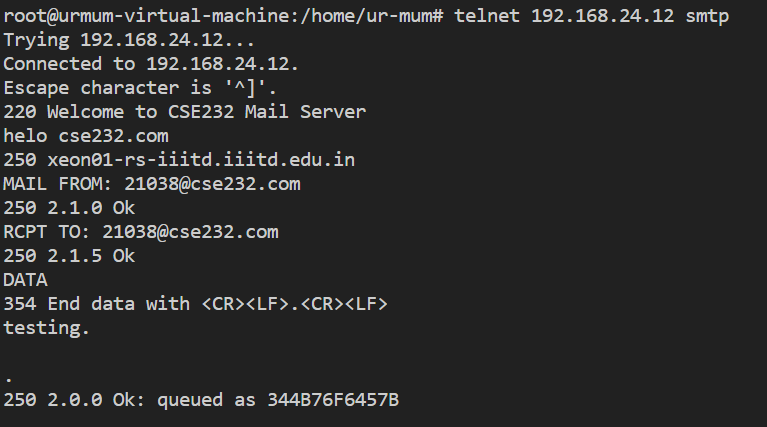 root@urmum-virtual-machine:/home/ur-mum# telnet 192.168.24.12 smtp
Trying 192.168.24.12...
Connected to 192.168.24.12.
Escape character is '^]'.
220 Welcome to CSE232 Mail Server
helo cse232.com
250 xeon01-rs-iiitd.iiitd.edu.in
MAIL FROM: 21038@cse232.com
250 2.1.0 Ok
RCPT TO: 21038@cse232.com
250 2.1.5 Ok
DATA
354 End data with <CR><LF>.<CR><LF>
testing.

.
250 2.0.0 Ok: queued as 344B76F6457B